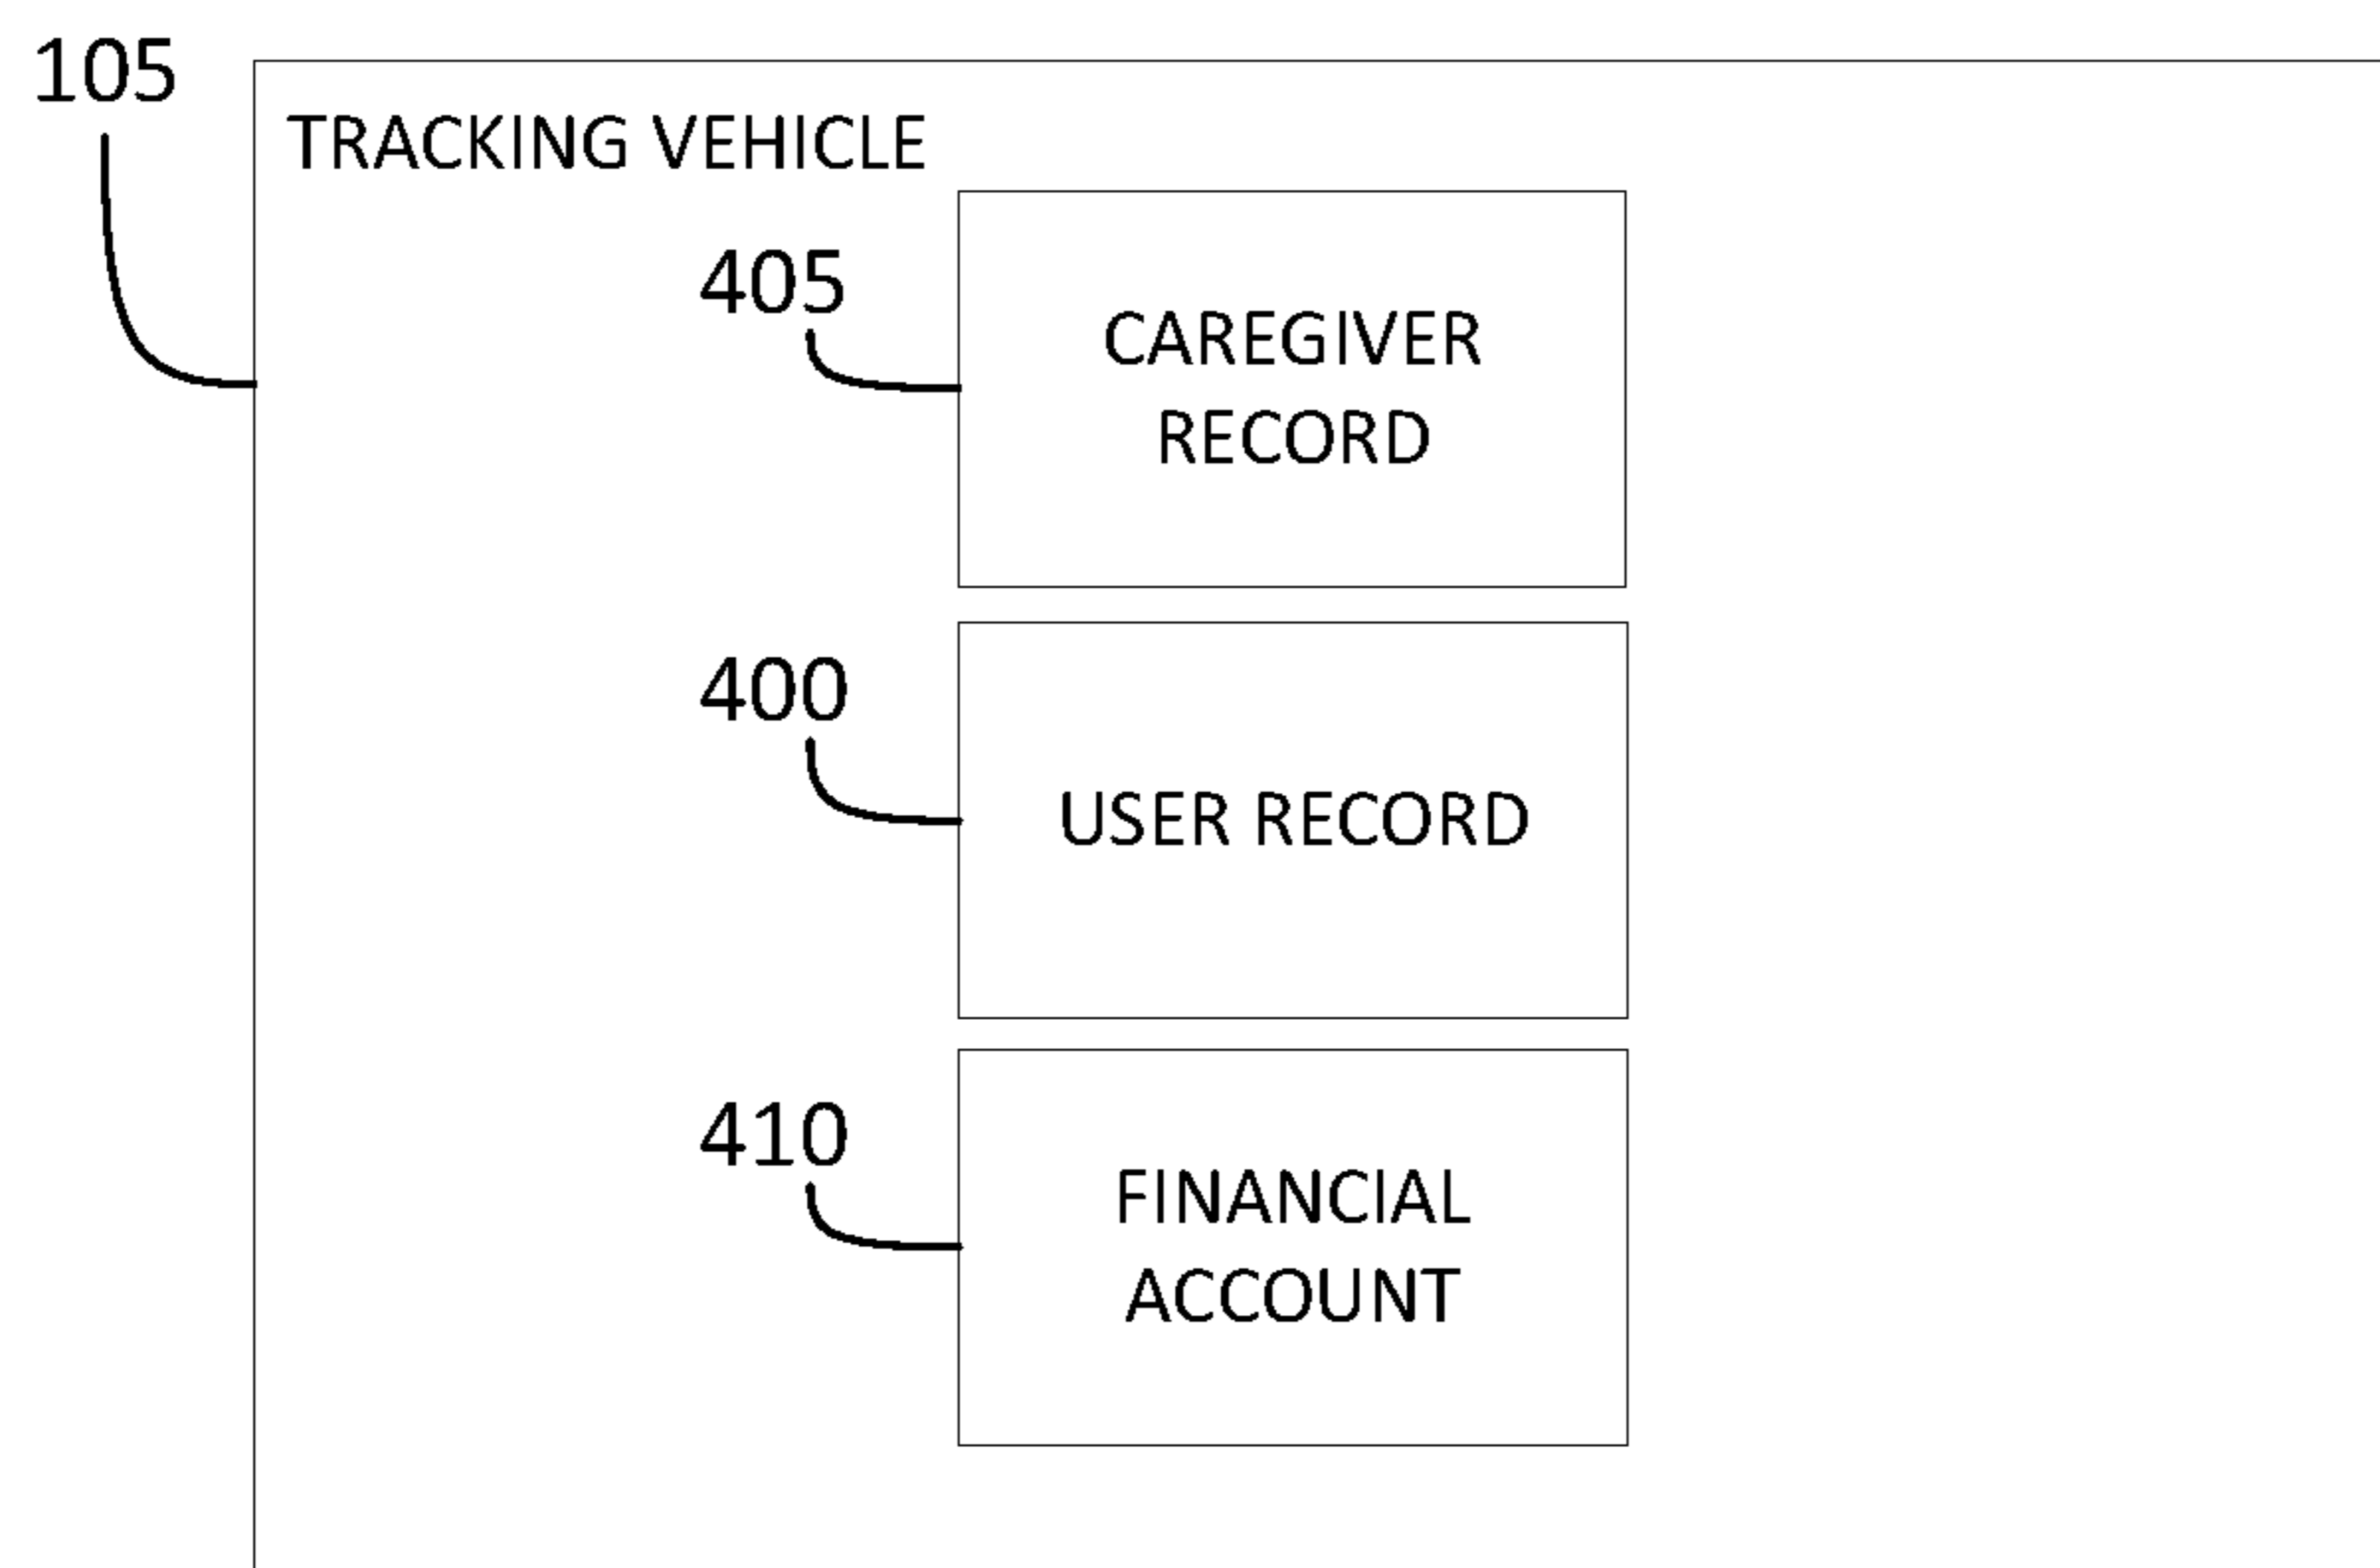 105
TRACKING VEHICLE
405
CAREGIVER
RECORD
400
USER RECORD
410
FINANCIAL
ACCOUNT